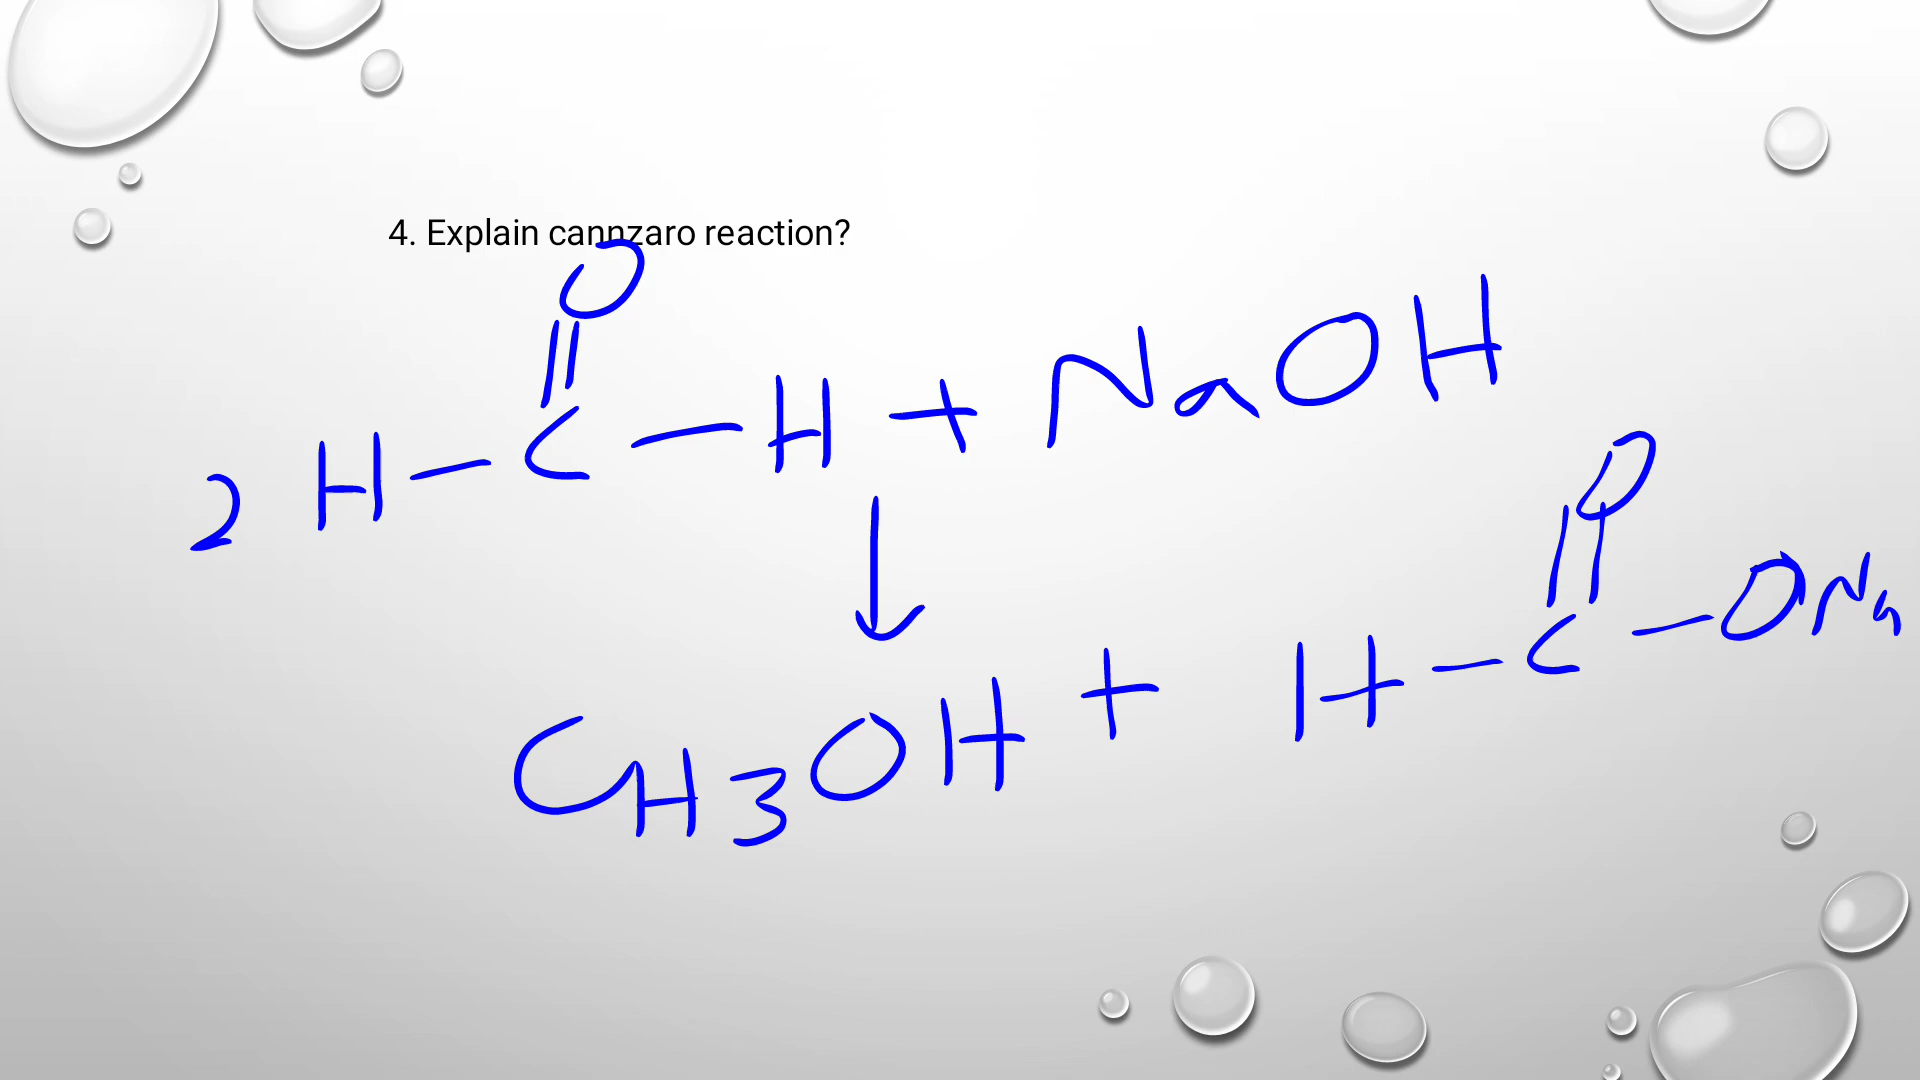 4. Explain cannzaro reaction?
O
||
2 H - C - H + NaOH
↓
O
||
CH3OH + H - C - ONa